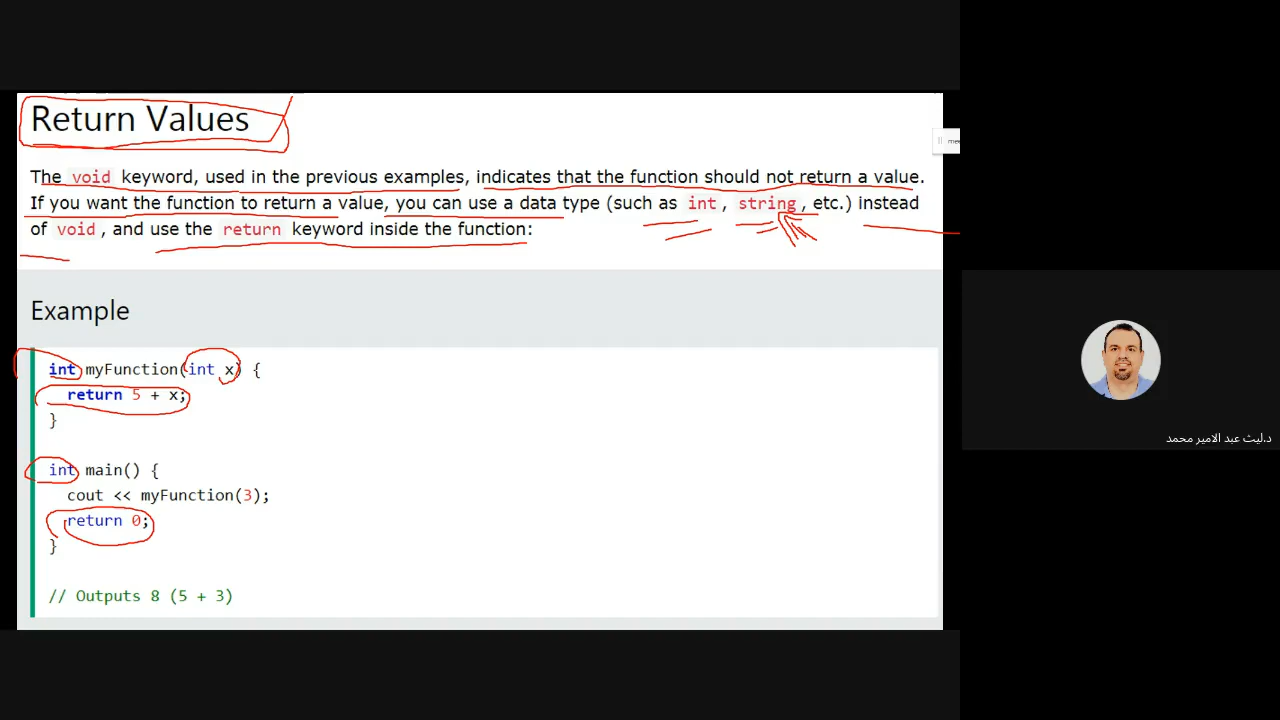 Return Values
The void keyword, used in the previous examples, indicates that the function should not return a value.
If you want the function to return a value, you can use a data type (such as int, string, etc.) instead
of void, and use the return keyword inside the function:
Example
int myFunction(int x) {
return 5 + x;
}
int main() {
cout << myFunction(3);
return 0;
}
// Outputs 8 (5 + 3)
mee
د.ليث عبد الامير محمد